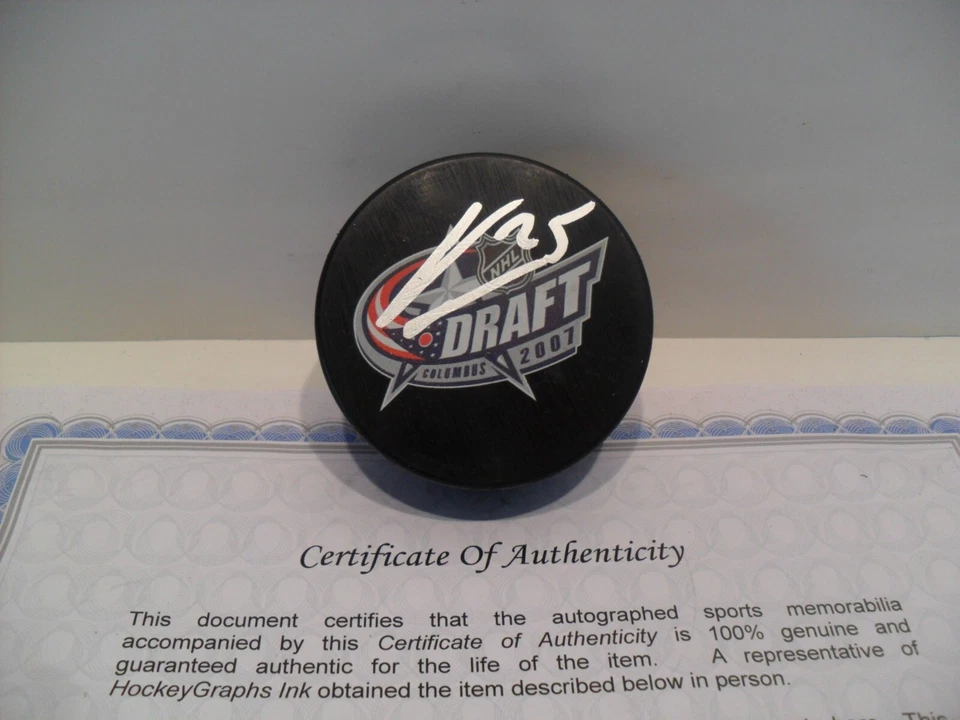 25
NHL
DRAFT
COLUMBUS 2007
Certificate Of Authenticity
This document certifies that the autographed sports memorabilia
accompanied by this Certificate of Authenticity is 100% genuine and
guaranteed authentic for the life of the item. A representative of
HockeyGraphs Ink obtained the item described below in person.
This